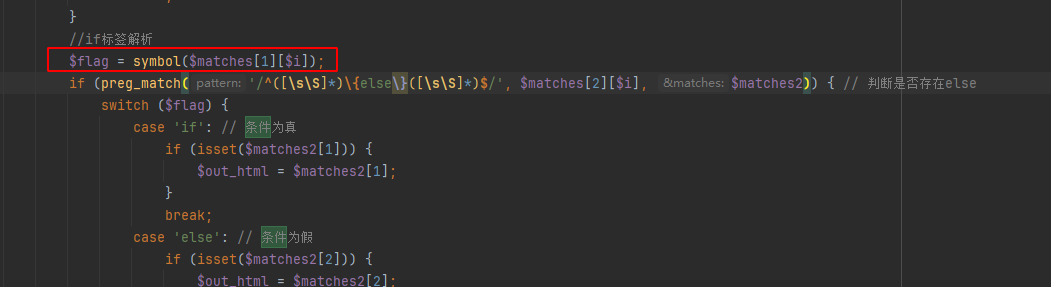 }
//if标签解析
$flag = symbol($matches[1][$i]);
if (preg_match( pattern: '/^([\s\S]*)\{else\}([\s\S]*)$/', $matches[2][$i], &matches: $matches2)) { // 判断是否存在else
switch ($flag) {
case 'if': // 条件为真
if (isset($matches2[1])) {
$out_html = $matches2[1];
}
break;
case 'else': // 条件为假
if (isset($matches2[2])) {
$out_html = $matches2[2];